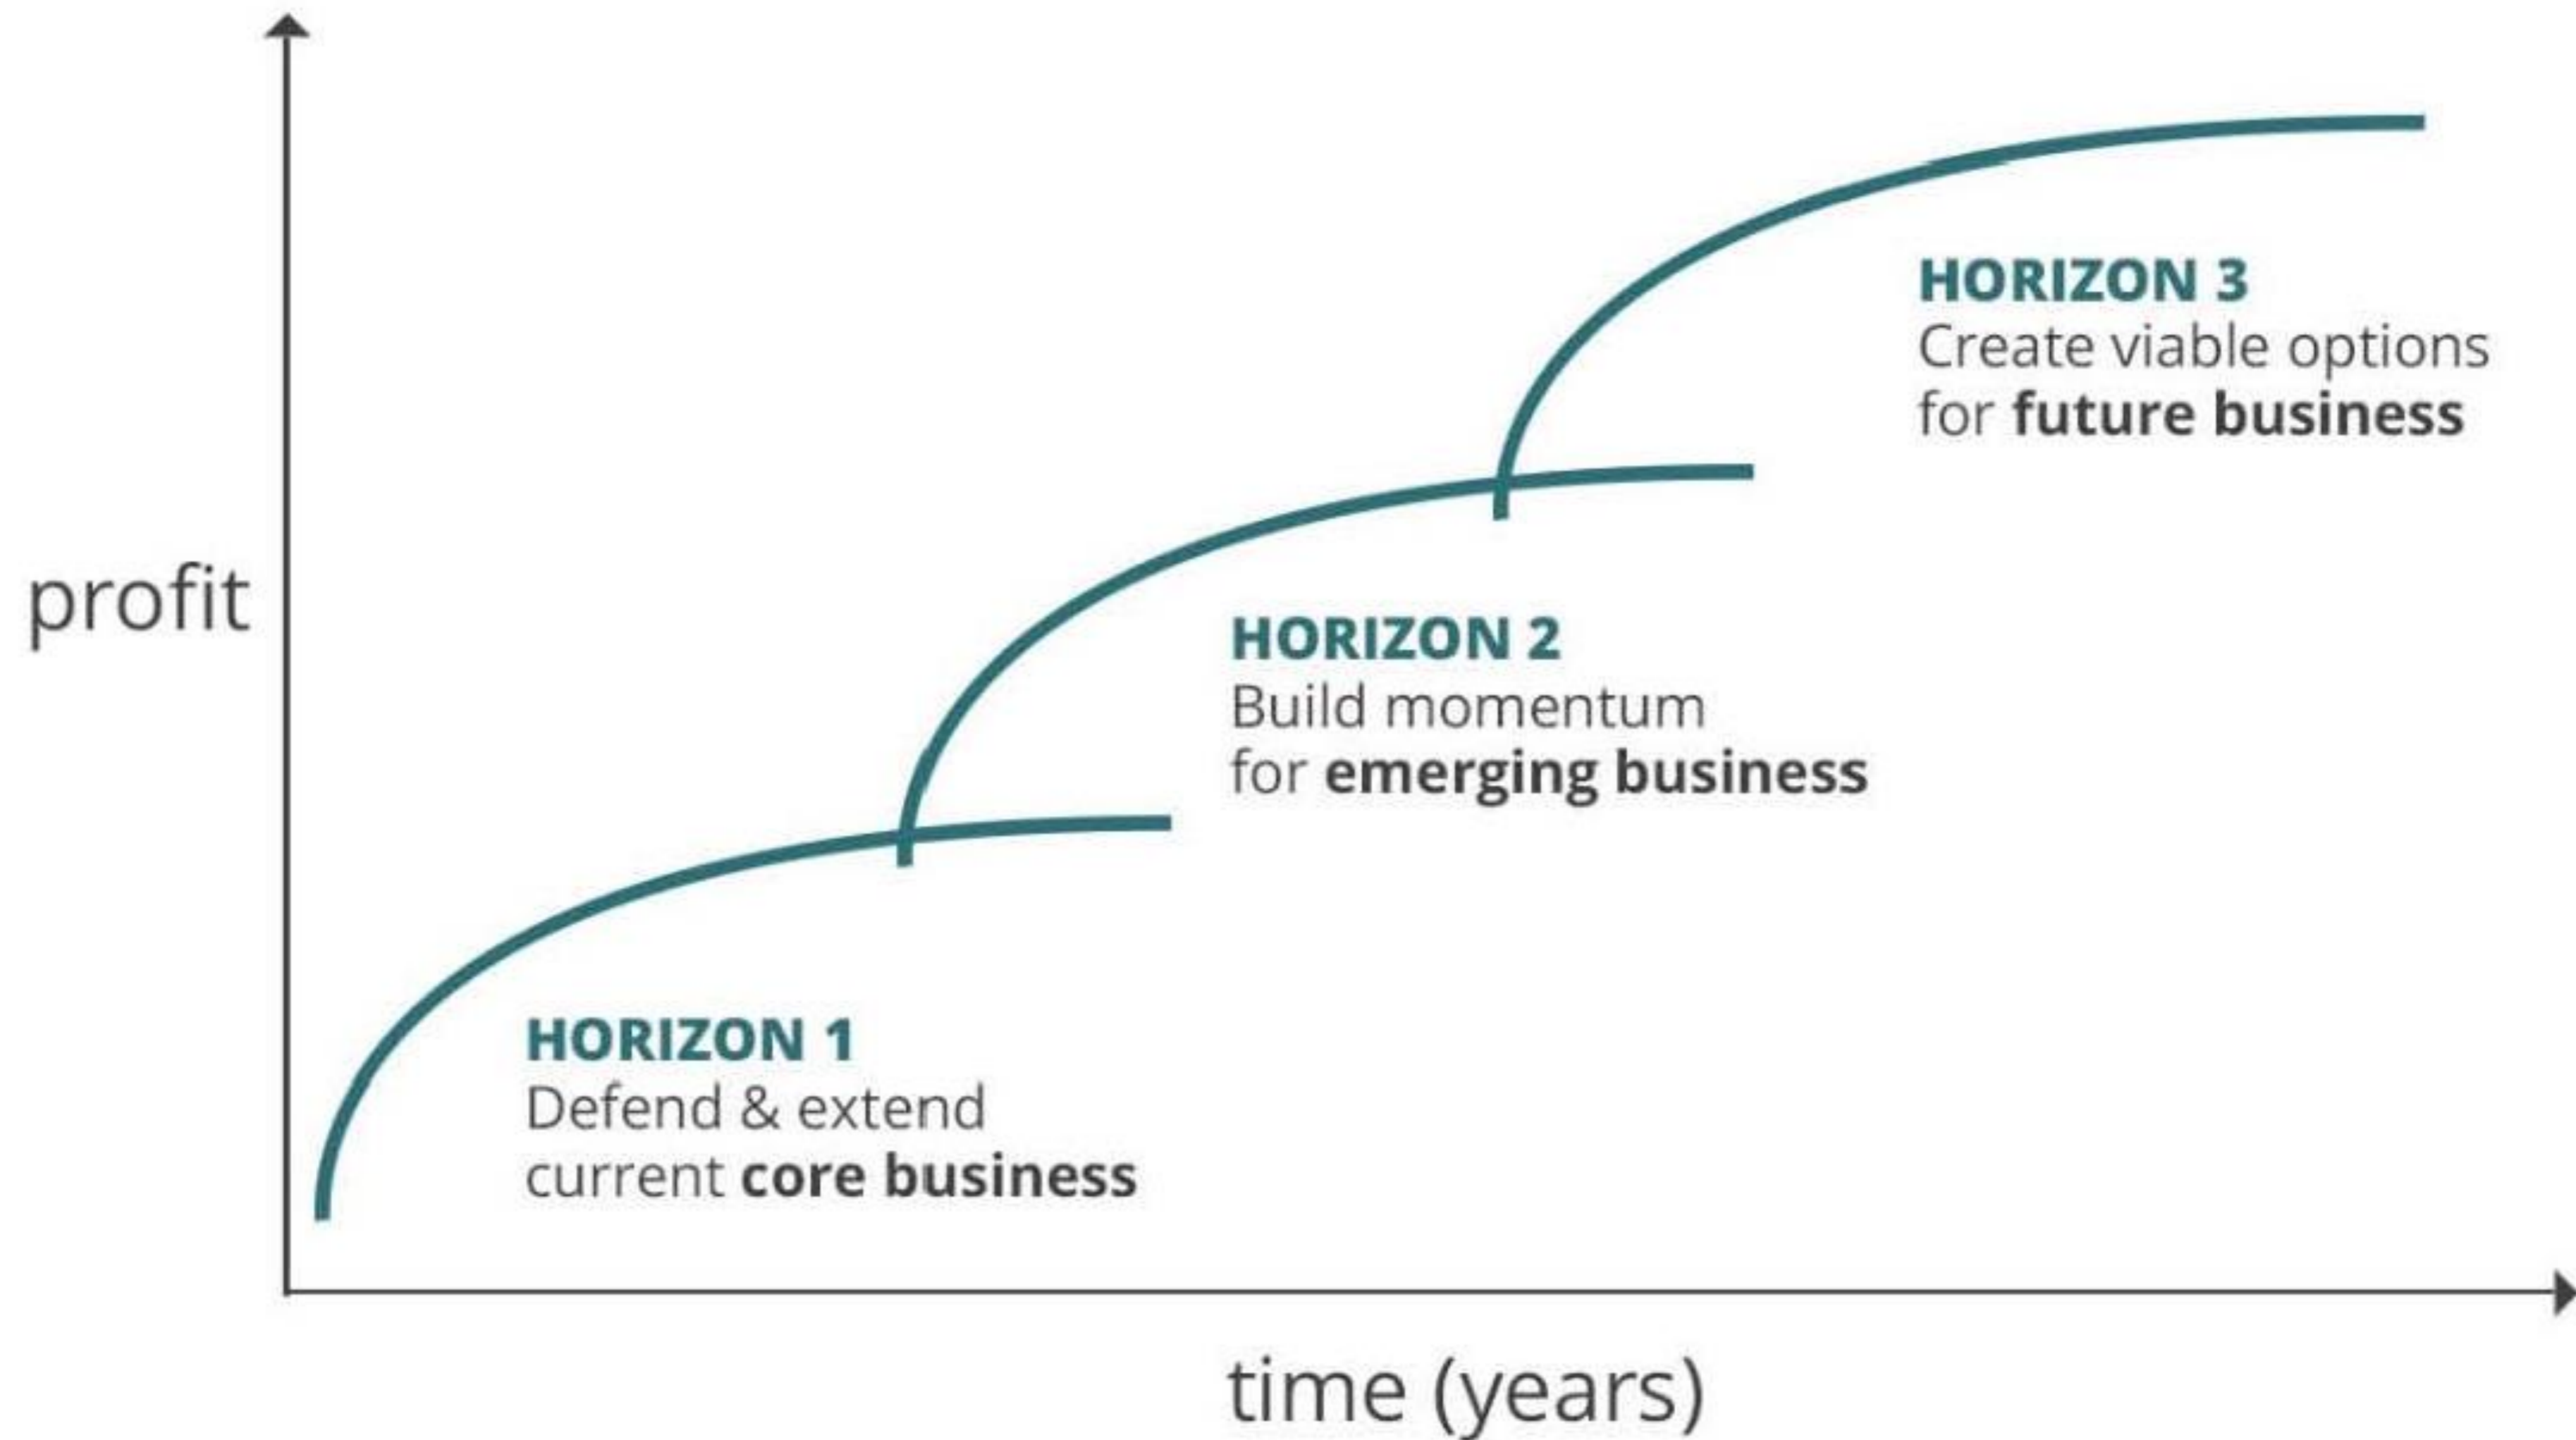 HORIZON 3
Create viable options
for future business
profit
HORIZON 2
Build momentum
for emerging business
HORIZON 1
Defend & extend
current core business
time (years)